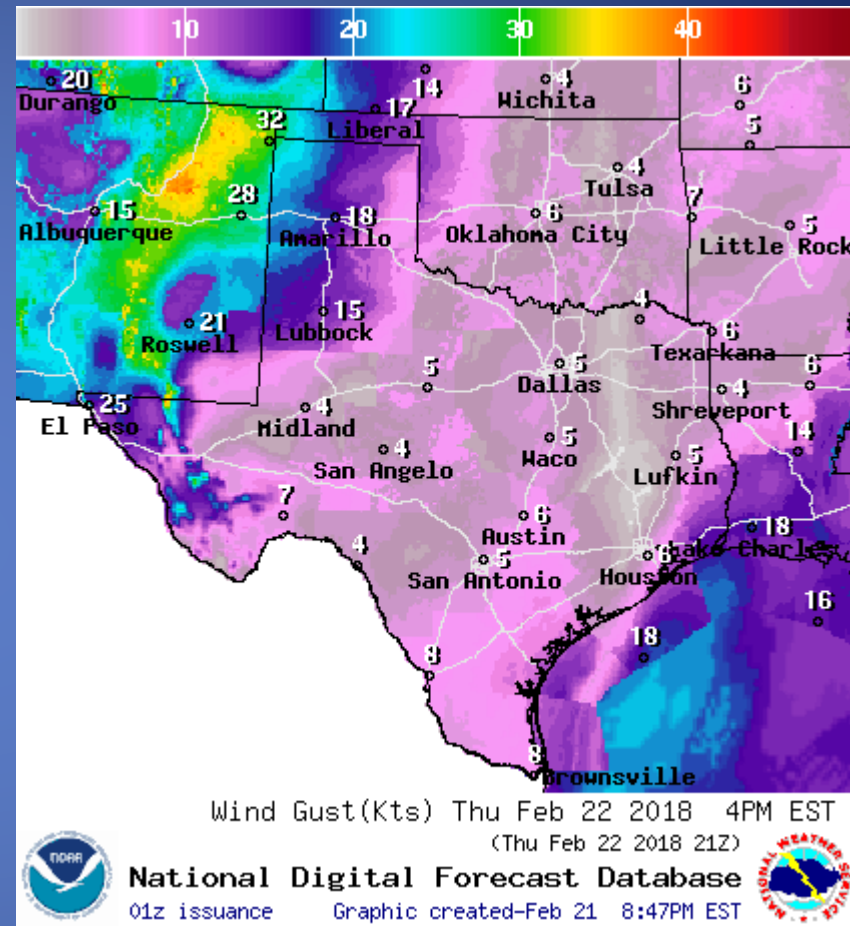 10 20 30 40
20
Durango
17
Liberal
14
4
Wichita
6
5
32
4
Tulsa
15
Albuquerque
28
18
Amarillo
6
Oklahoma City
7
5
Little Rock
21
Roswell
15
Lubbock
4
6
Texarkana
5
5
Dallas
4
Shreveport
6
25
El Paso
4
Midland
4
San Angelo
5
Waco
5
Lufkin
14
7
6
Austin
18
4
5
San Antonio
6
Houston
16
18
8
8
Brownsville
Wind Gust(Kts) Thu Feb 22 2018 4PM EST
(Thu Feb 22 2018 21Z)
National Digital Forecast Database
01z issuance Graphic created-Feb 21 8:47PM EST
NOAA
NATIONAL WEATHER SERVICE